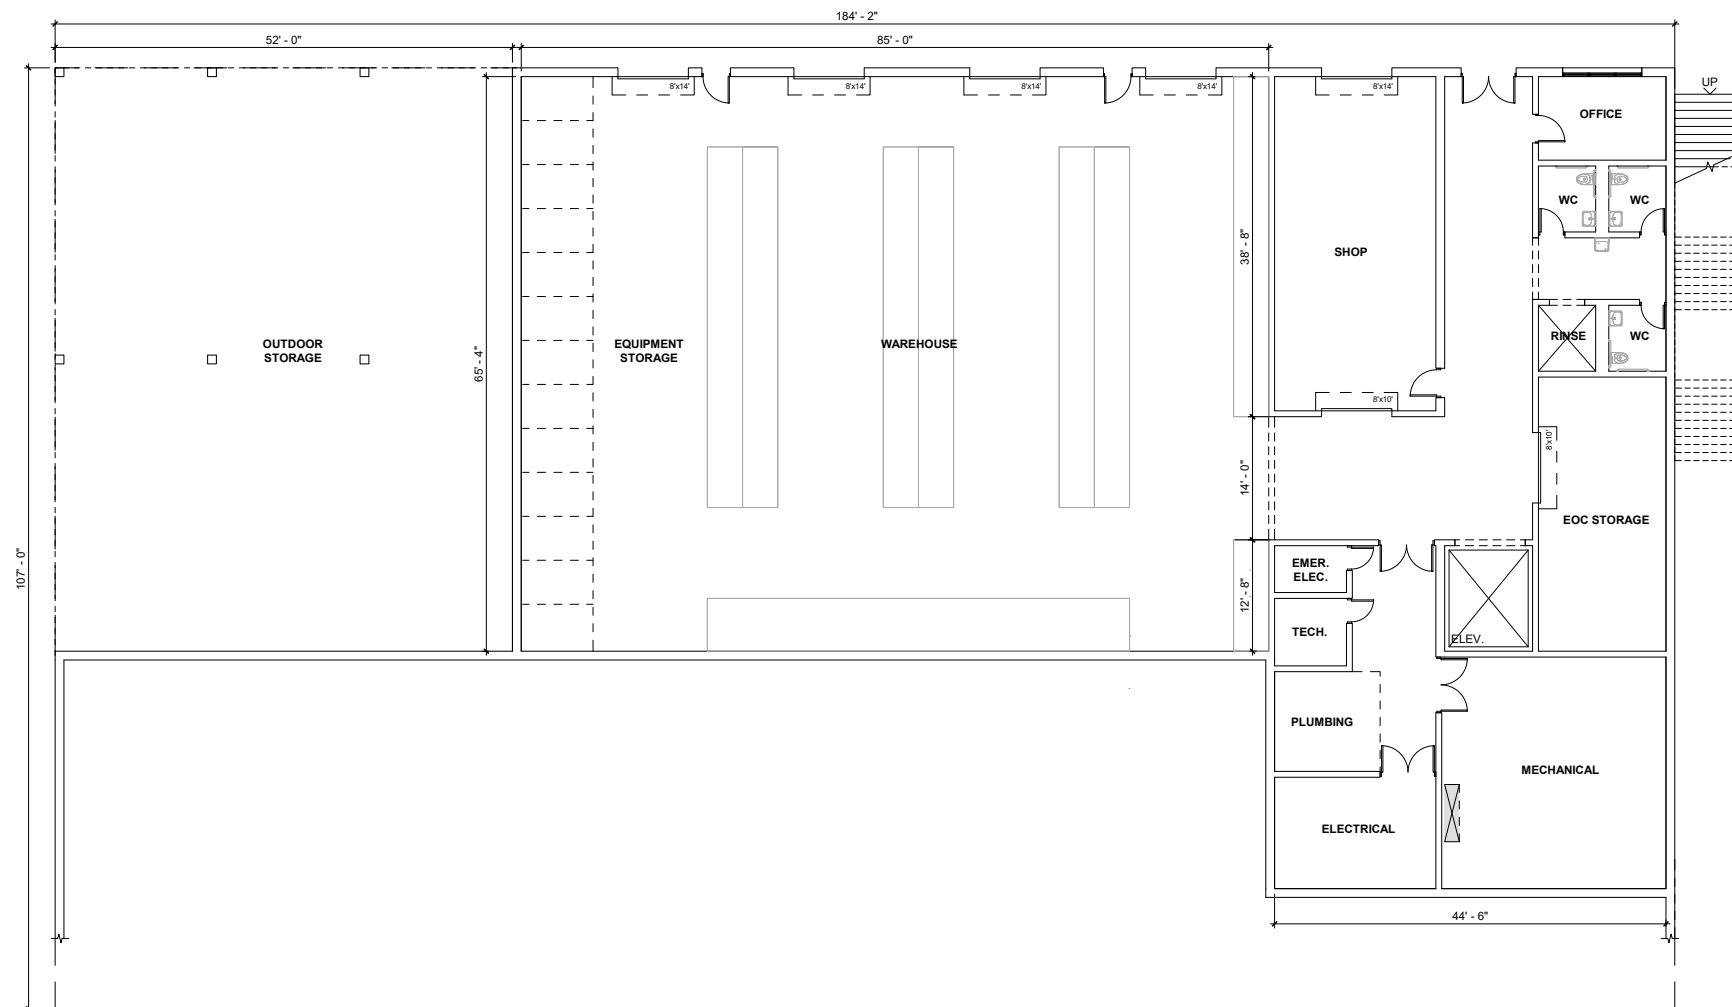 184' - 2"
52' - 0"
85' - 0"
UP
8'x14'
8'x14'
8'x14'
8'x14'
8'x14'
OFFICE
WC
WC
38' - 8"
SHOP
OUTDOOR
STORAGE
65' - 4"
EQUIPMENT
STORAGE
WAREHOUSE
RINSE
WC
8'x10'
8'x10'
14' - 0"
EOC STORAGE
107' - 0"
EMER.
ELEC.
12' - 8"
TECH.
ELEV.
PLUMBING
MECHANICAL
ELECTRICAL
44' - 6"